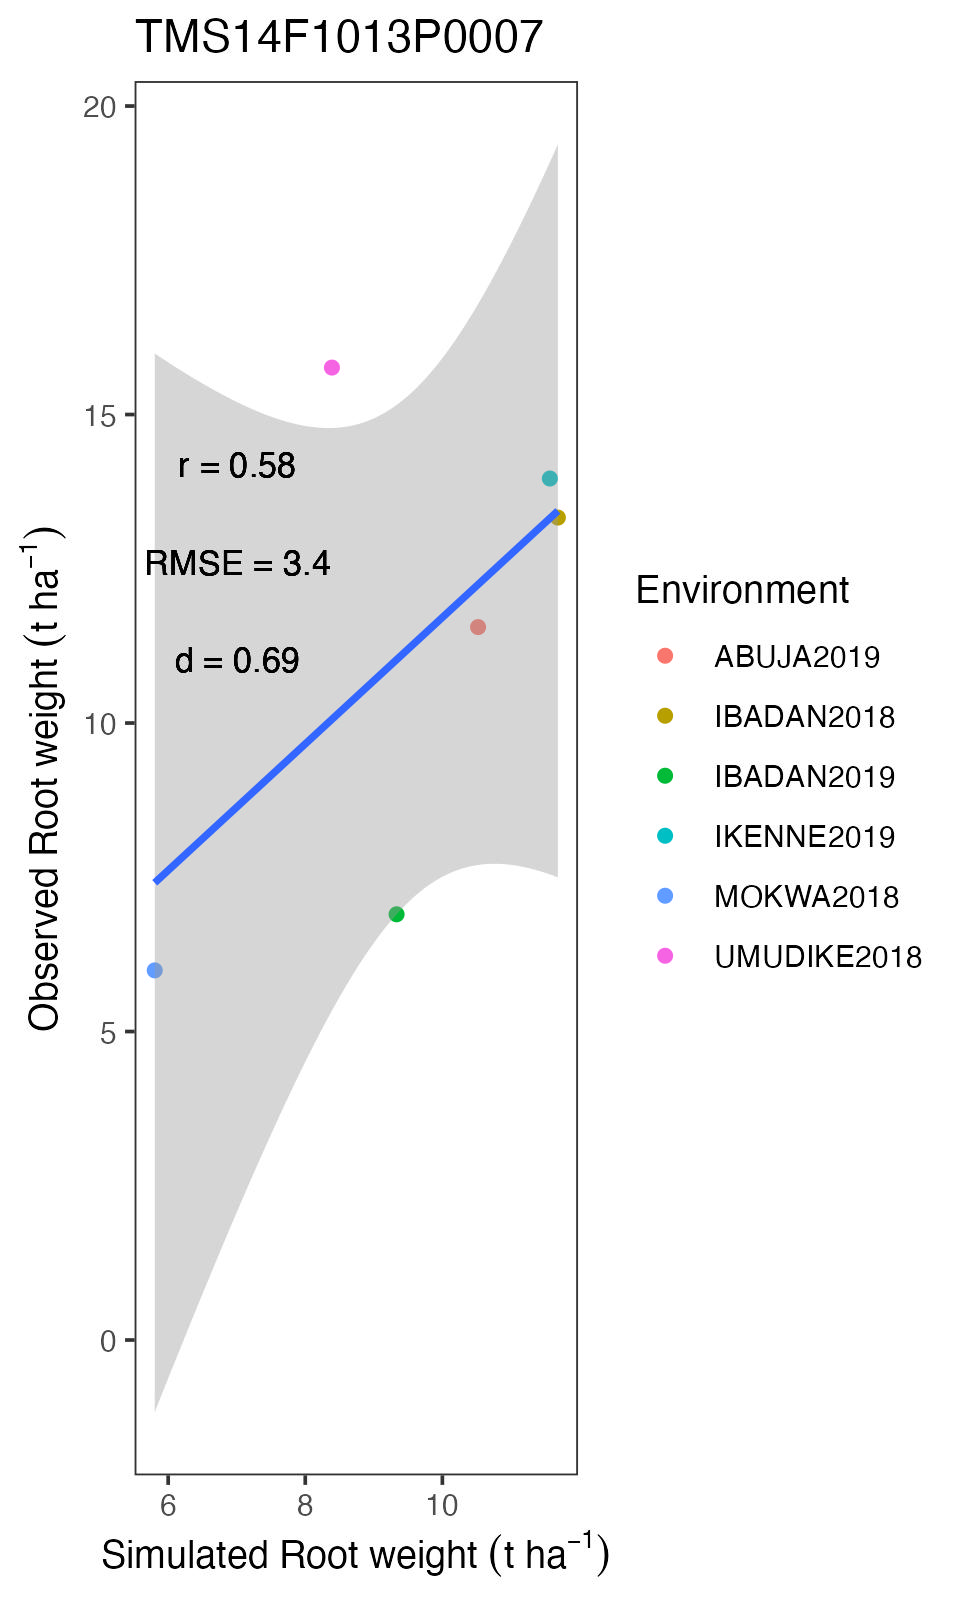 TMS14F1013P0007
20
15
10
5
0
Observed Root weight (t ha⁻¹)
r = 0.58
RMSE = 3.4
d = 0.69
6 8 10
Simulated Root weight (t ha⁻¹)
Environment
ABUJA2019
IBADAN2018
IBADAN2019
IKENNE2019
MOKWA2018
UMUDIKE2018